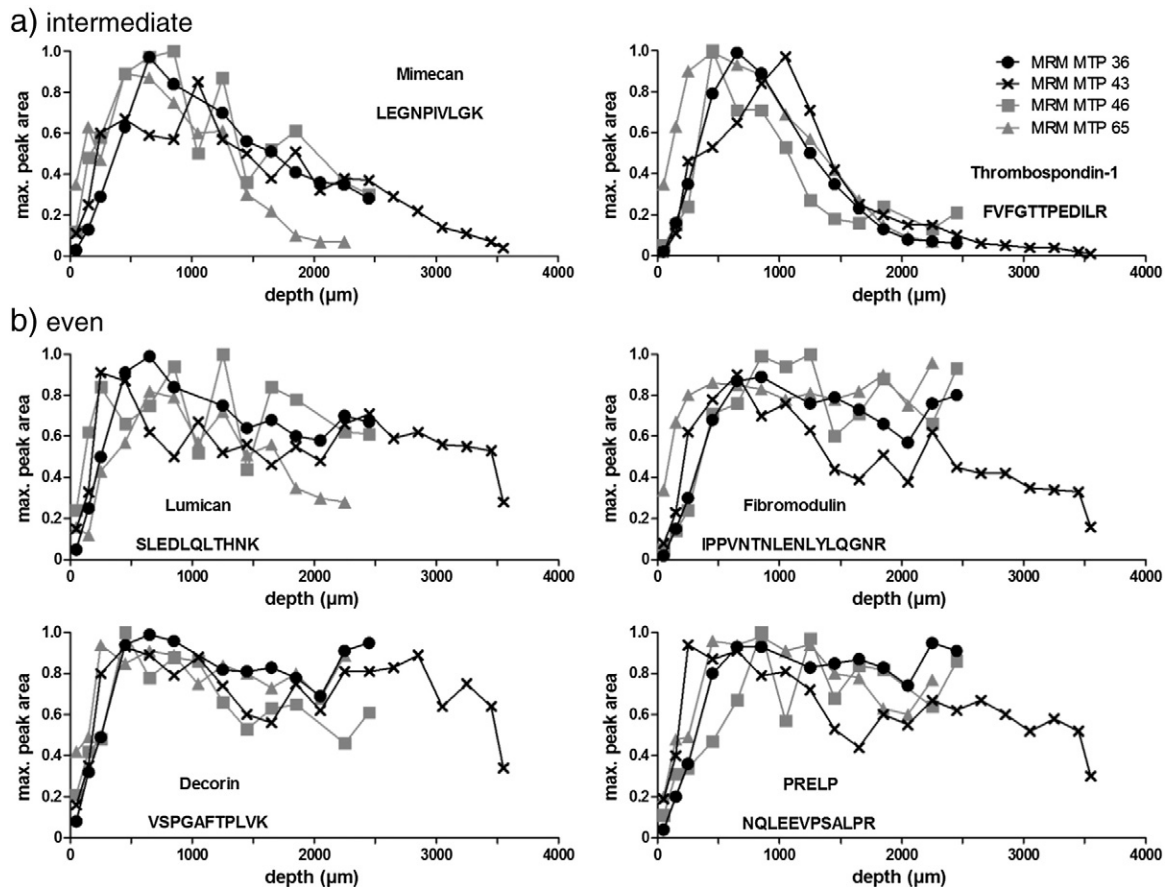 a) intermediate
max. peak area
1.0
0.8
0.6
0.4
0.2
0
0
1000
2000
3000
4000
depth (µm)
Mimecan
LEGNPIVLGK
max. peak area
1.0
0.8
0.6
0.4
0.2
0
0
1000
2000
3000
4000
depth (µm)
MRM MTP 36
MRM MTP 43
MRM MTP 46
MRM MTP 65
Thrombospondin-1
FVFGTTPEDILR
b) even
max. peak area
1.0
0.8
0.6
0.4
0.2
0
0
1000
2000
3000
4000
depth (µm)
Lumican
SLEDLQLTHNK
max. peak area
1.0
0.8
0.6
0.4
0.2
0
0
1000
2000
3000
4000
depth (µm)
Fibromodulin
IPPVNTNLENLYLQGNR
max. peak area
1.0
0.8
0.6
0.4
0.2
0
0
1000
2000
3000
4000
depth (µm)
Decorin
VSPGAFTPLVK
max. peak area
1.0
0.8
0.6
0.4
0.2
0
0
1000
2000
3000
4000
depth (µm)
PRELP
NQLEEVPSALPR